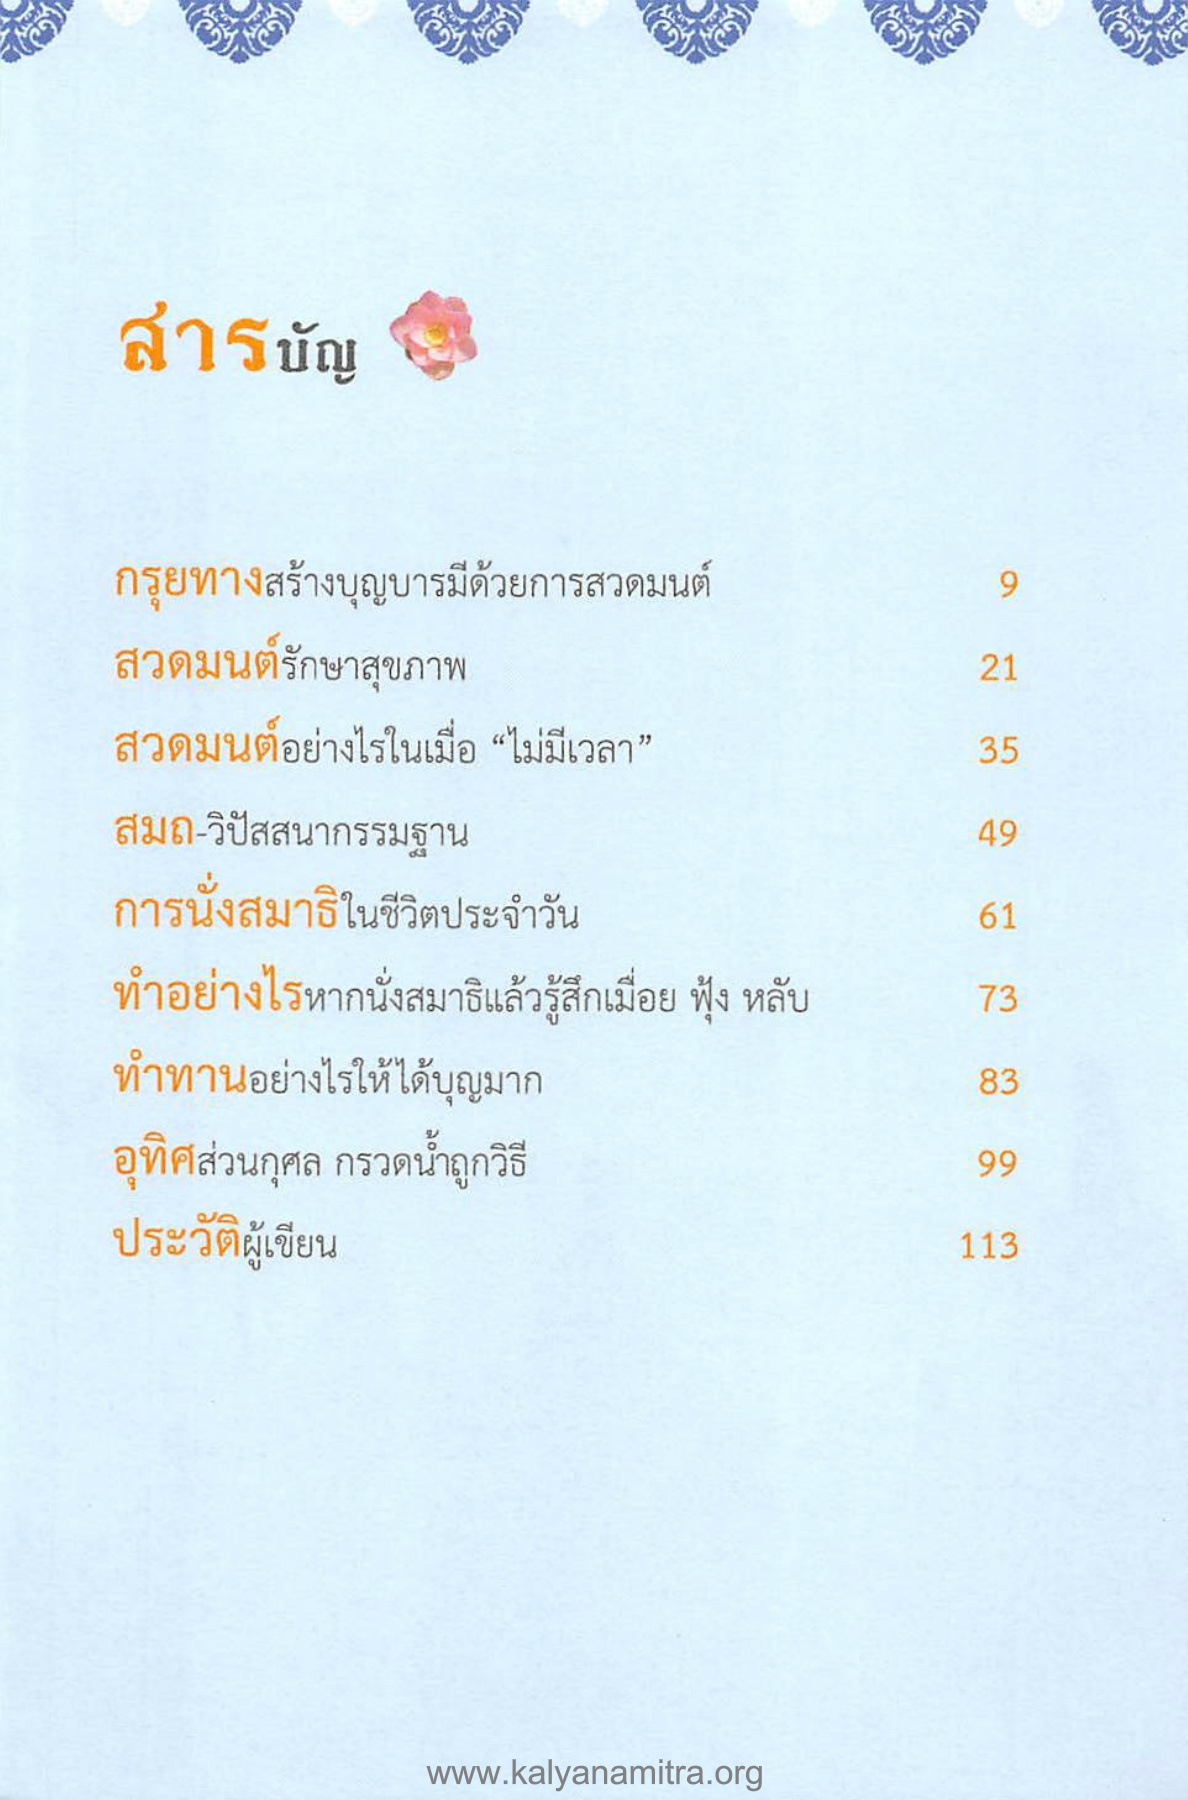 สารบัญ
กรุยทางสร้างบุญบารมีด้วยการสวดมนต์ 9
สวดมนต์รักษาสุขภาพ 21
สวดมนต์อย่างไรในเมื่อ “ไม่มีเวลา” 35
สมถ-วิปัสสนากรรมฐาน 49
การนั่งสมาธิในชีวิตประจำวัน 61
ทำอย่างไรหากนั่งสมาธิแล้วรู้สึกเมื่อย ฟุ้ง หลับ 73
ทำทานอย่างไรให้ได้บุญมาก 83
อุทิศส่วนกุศล กรวดน้ำถูกวิธี 99
ประวัติผู้เขียน 113
www.kalyanamitra.org